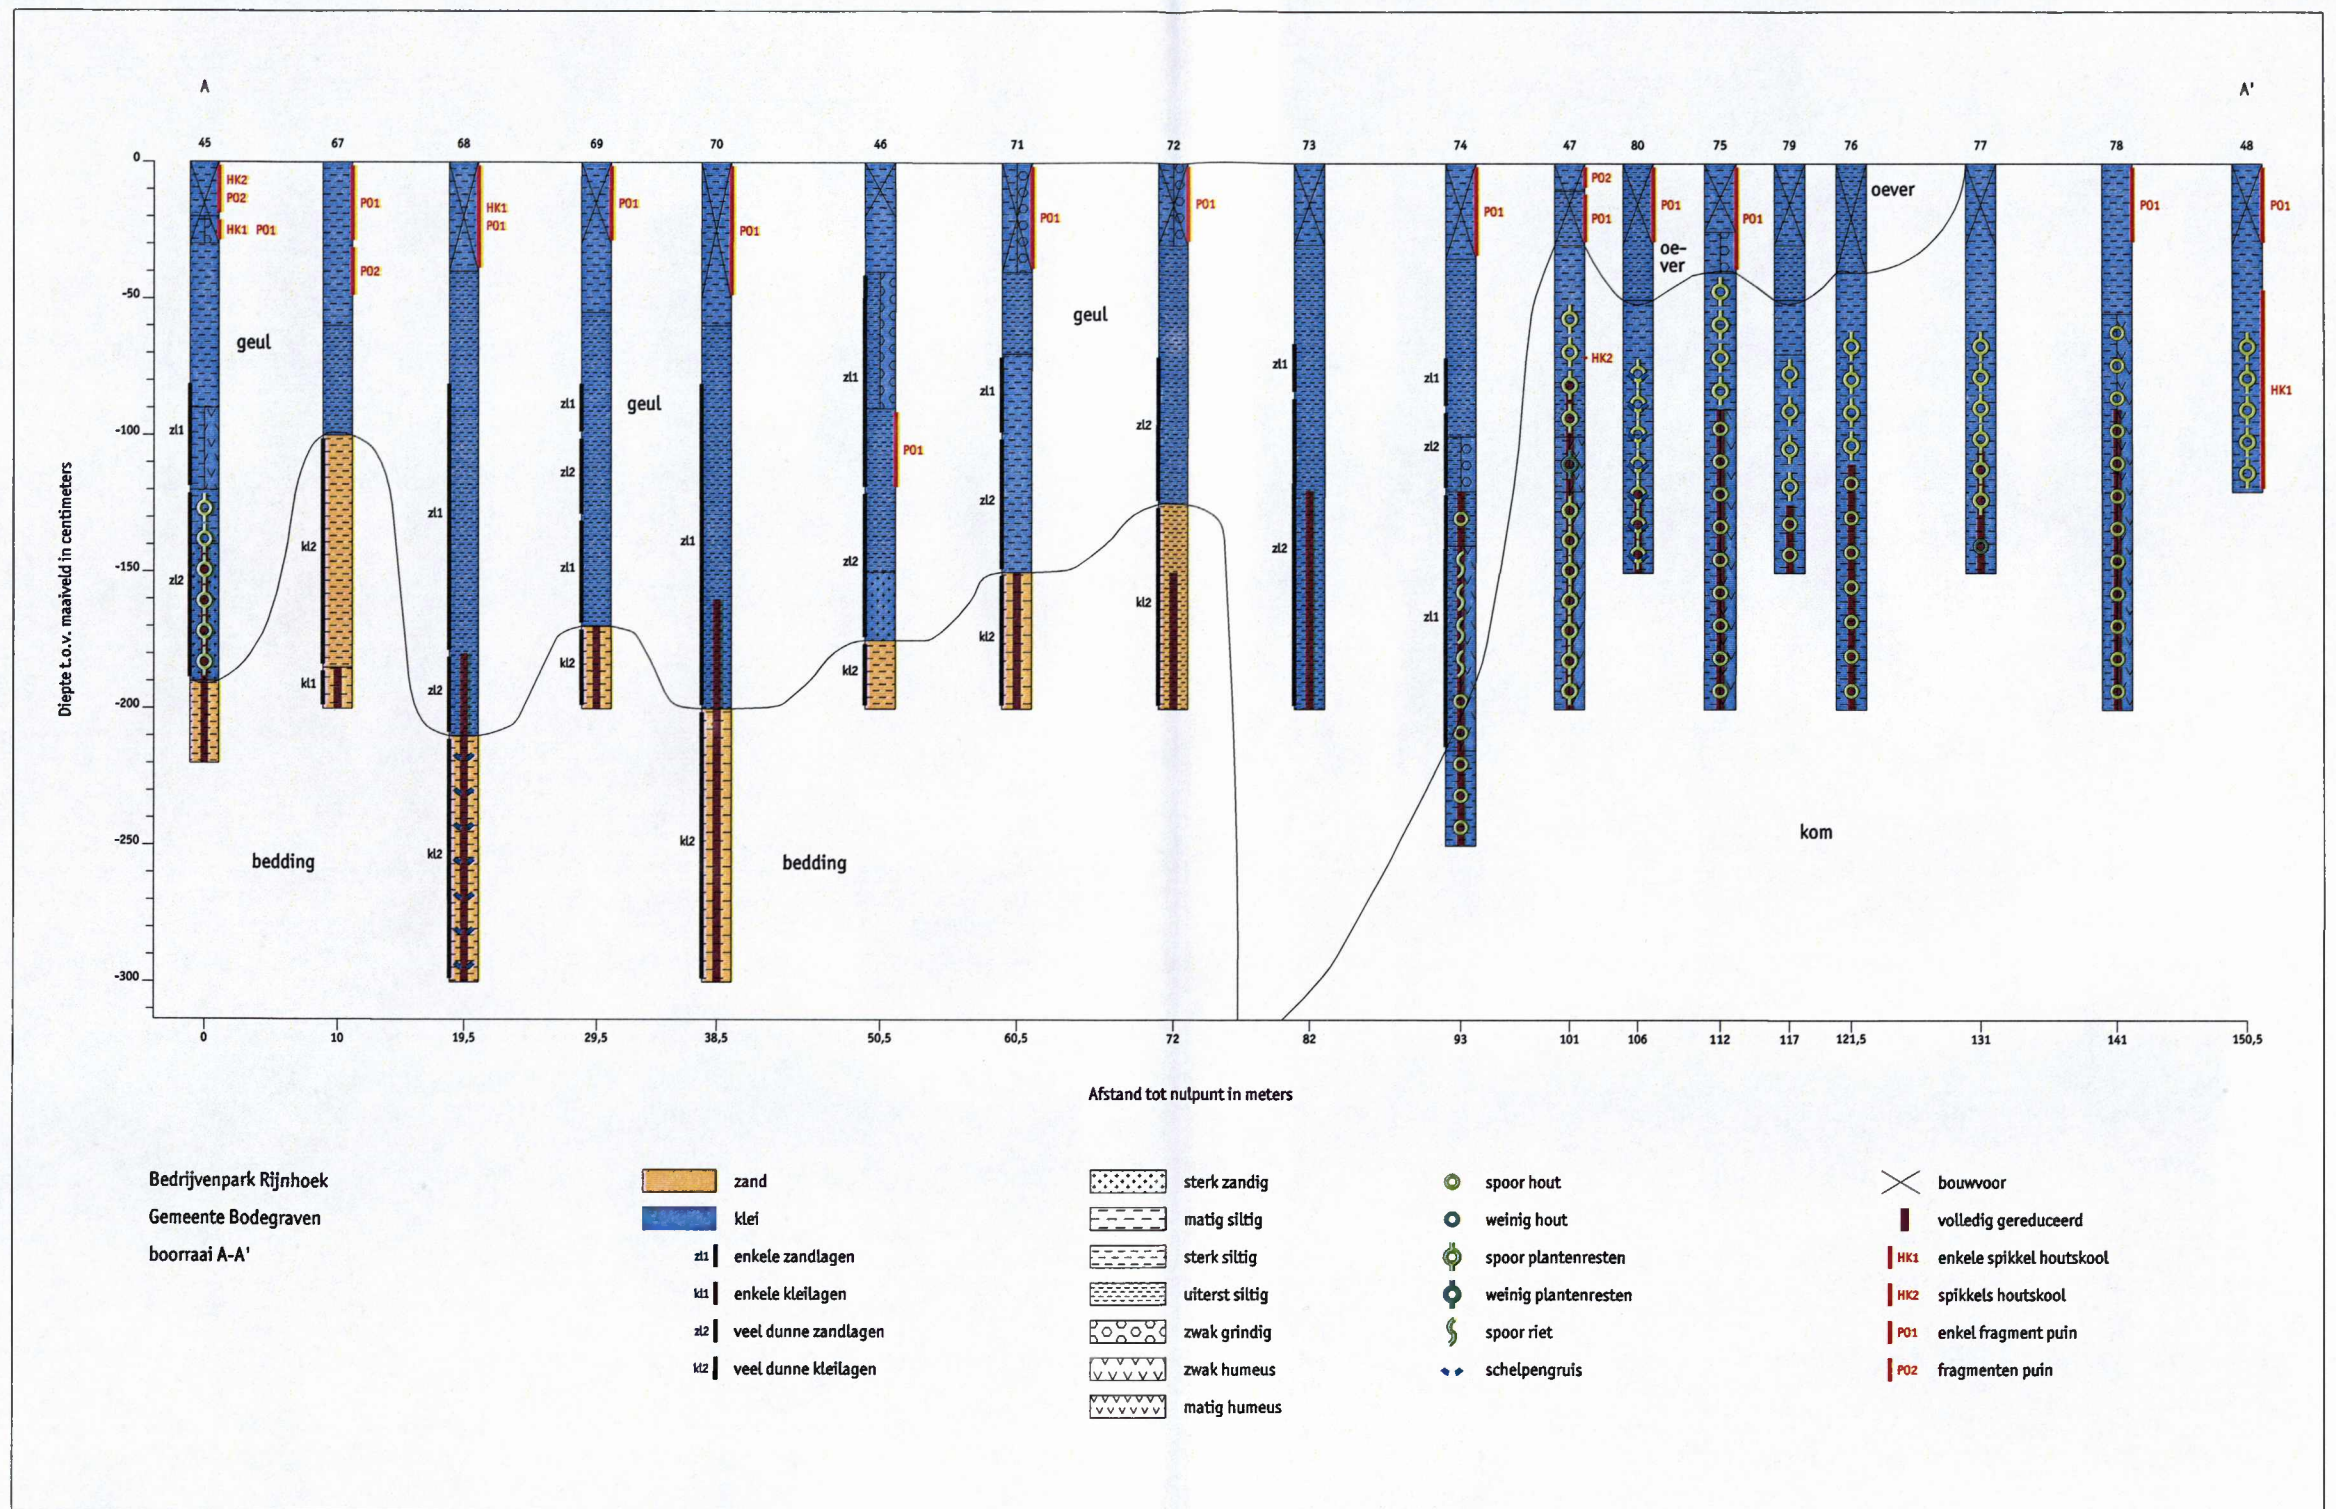 A A'
45 67 68 69 70 46 71 72 73 74 47 80 75 79 76 77 78 48
0
-50
-100
-150
-200
-250
-300
Diepte t.o.v. maaiveld in centimeters
HK2
PO2
HK1 PO1
zl1
zl2
geul
PO1
PO2
kl2
kl1
HK1
PO1
zl1
zl2
kl2
PO1
zl1
zl2
zl1
kl2
geul
PO1
zl1
kl2
zl1
PO1
zl2
kl2
PO1
zl1
zl2
kl2
geul
PO1
zl2
kl2
zl1
zl2
PO1
zl1
zl2
zl1
PO2
PO1
HK2
PO1
oe-
ver
PO1
oever
PO1
PO1
HK1
bedding
bedding
kom
0 10 19,5 29,5 38,5 50,5 60,5 72 82 93 101 106 112 117 121,5 131 141 150,5
Afstand tot nulpunt in meters
Bedrijvenpark Rijnhoek
Gemeente Bodegraven
boorraai A-A'
zand
klei
zl1 enkele zandlagen
kl1 enkele kleilagen
zl2 veel dunne zandlagen
kl2 veel dunne kleilagen
sterk zandig
matig siltig
sterk siltig
uiterst siltig
zwak grindig
zwak humeus
matig humeus
spoor hout
weinig hout
spoor plantenresten
weinig plantenresten
spoor riet
schelpengruis
bouwvoor
volledig gereduceerd
HK1 enkele spikkel houtskool
HK2 spikkels houtskool
PO1 enkel fragment puin
PO2 fragmenten puin